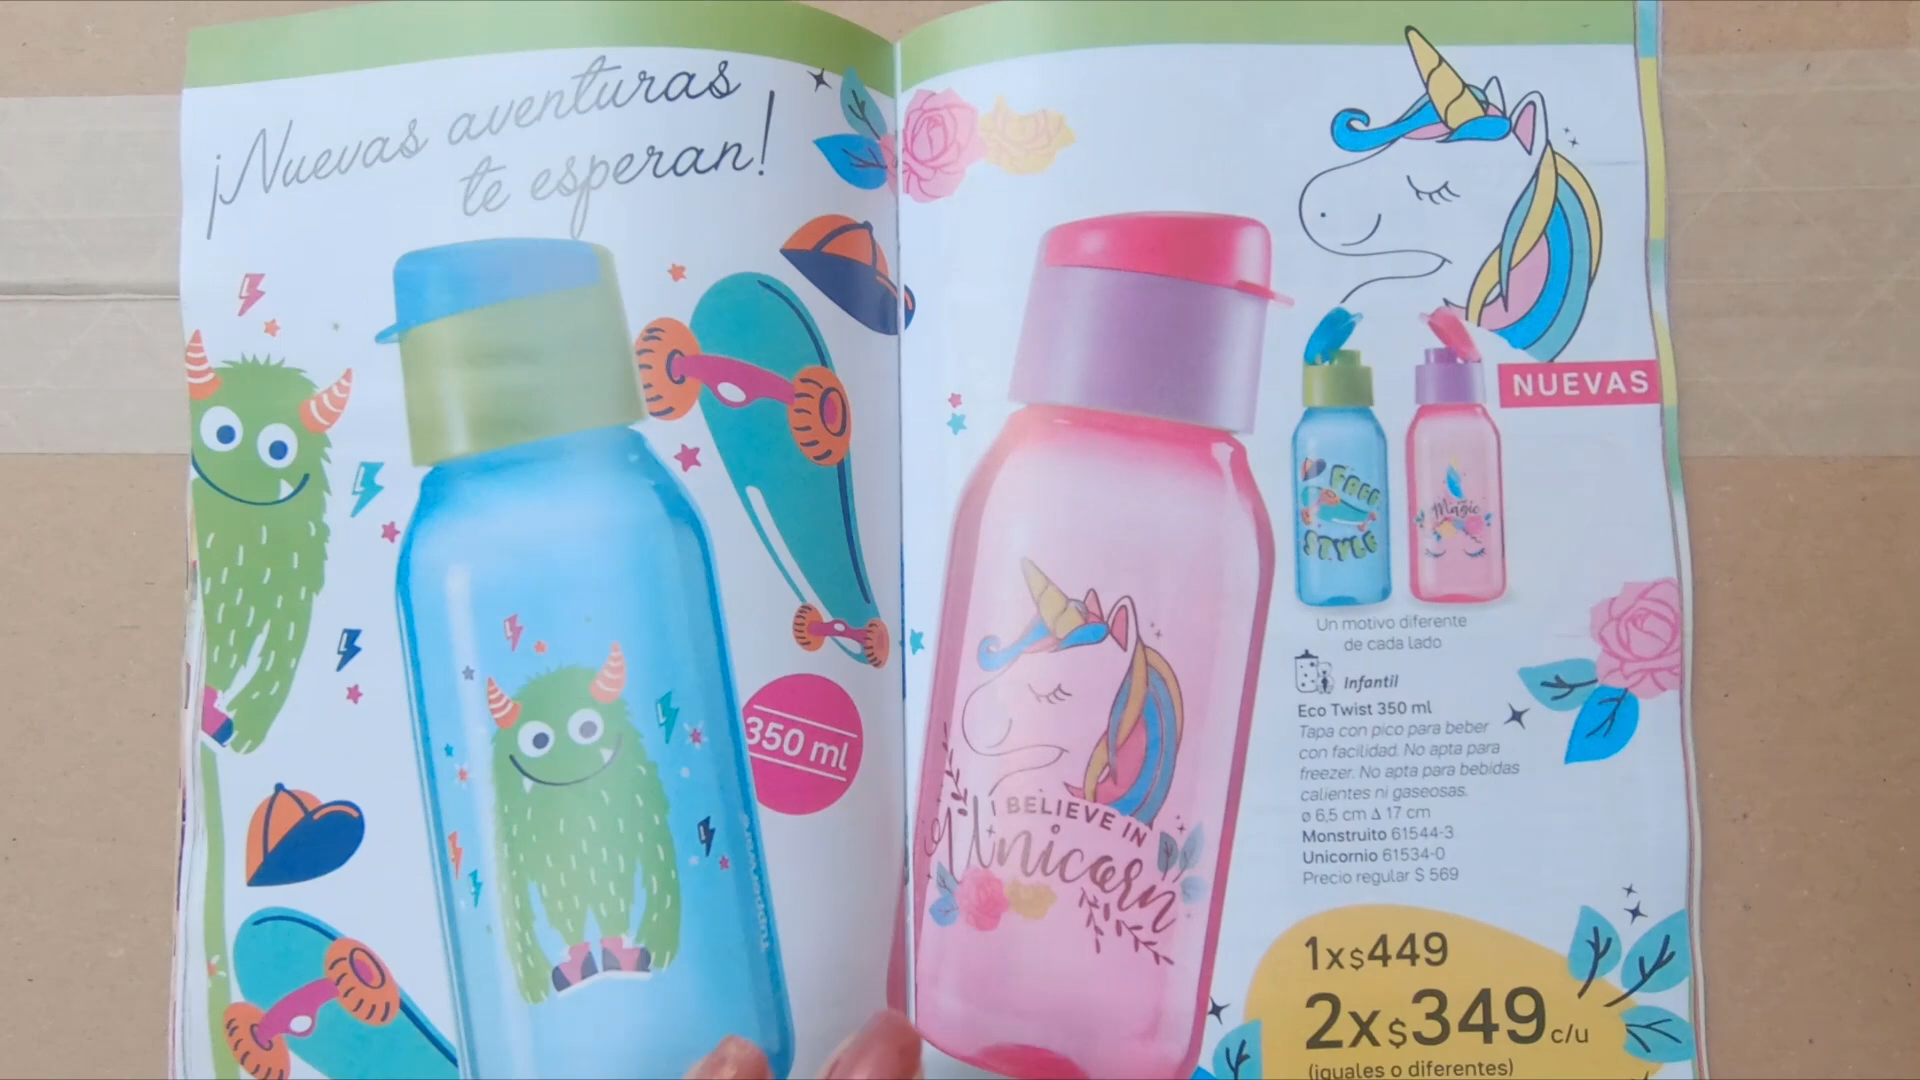 ¡Nuevas aventuras
te esperan!
350 ml
Tupperware
I BELIEVE IN
Unicorn
NUEVAS
FREE
STYLE
Magic
Un motivo diferente
de cada lado
Infantil
Eco Twist 350 ml
Tapa con pico para beber
con facilidad. No apta para
freezer. No apta para bebidas
calientes ni gaseosas.
ø 6,5 cm Δ 17 cm
Monstruito 61544-3
Unicornio 61534-0
Precio regular $ 569
1x$449
2x$349 c/u
(iguales o diferentes)